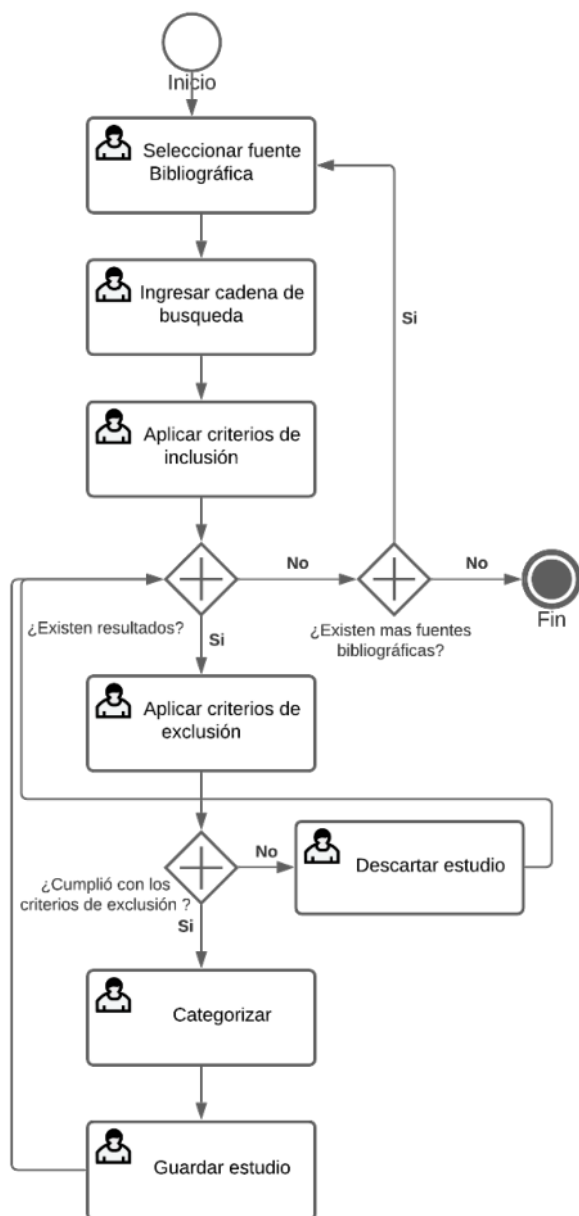 Inicio
Seleccionar fuente
Bibliográfica
Ingresar cadena de
busqueda
Si
Aplicar criterios de
inclusión
No
No
¿Existen resultados?
Si
¿Existen mas fuentes
bibliográficas?
Fin
Aplicar criterios de
exclusión
¿Cumplió con los
criterios de exclusión ?
No
Descartar estudio
Si
Categorizar
Guardar estudio